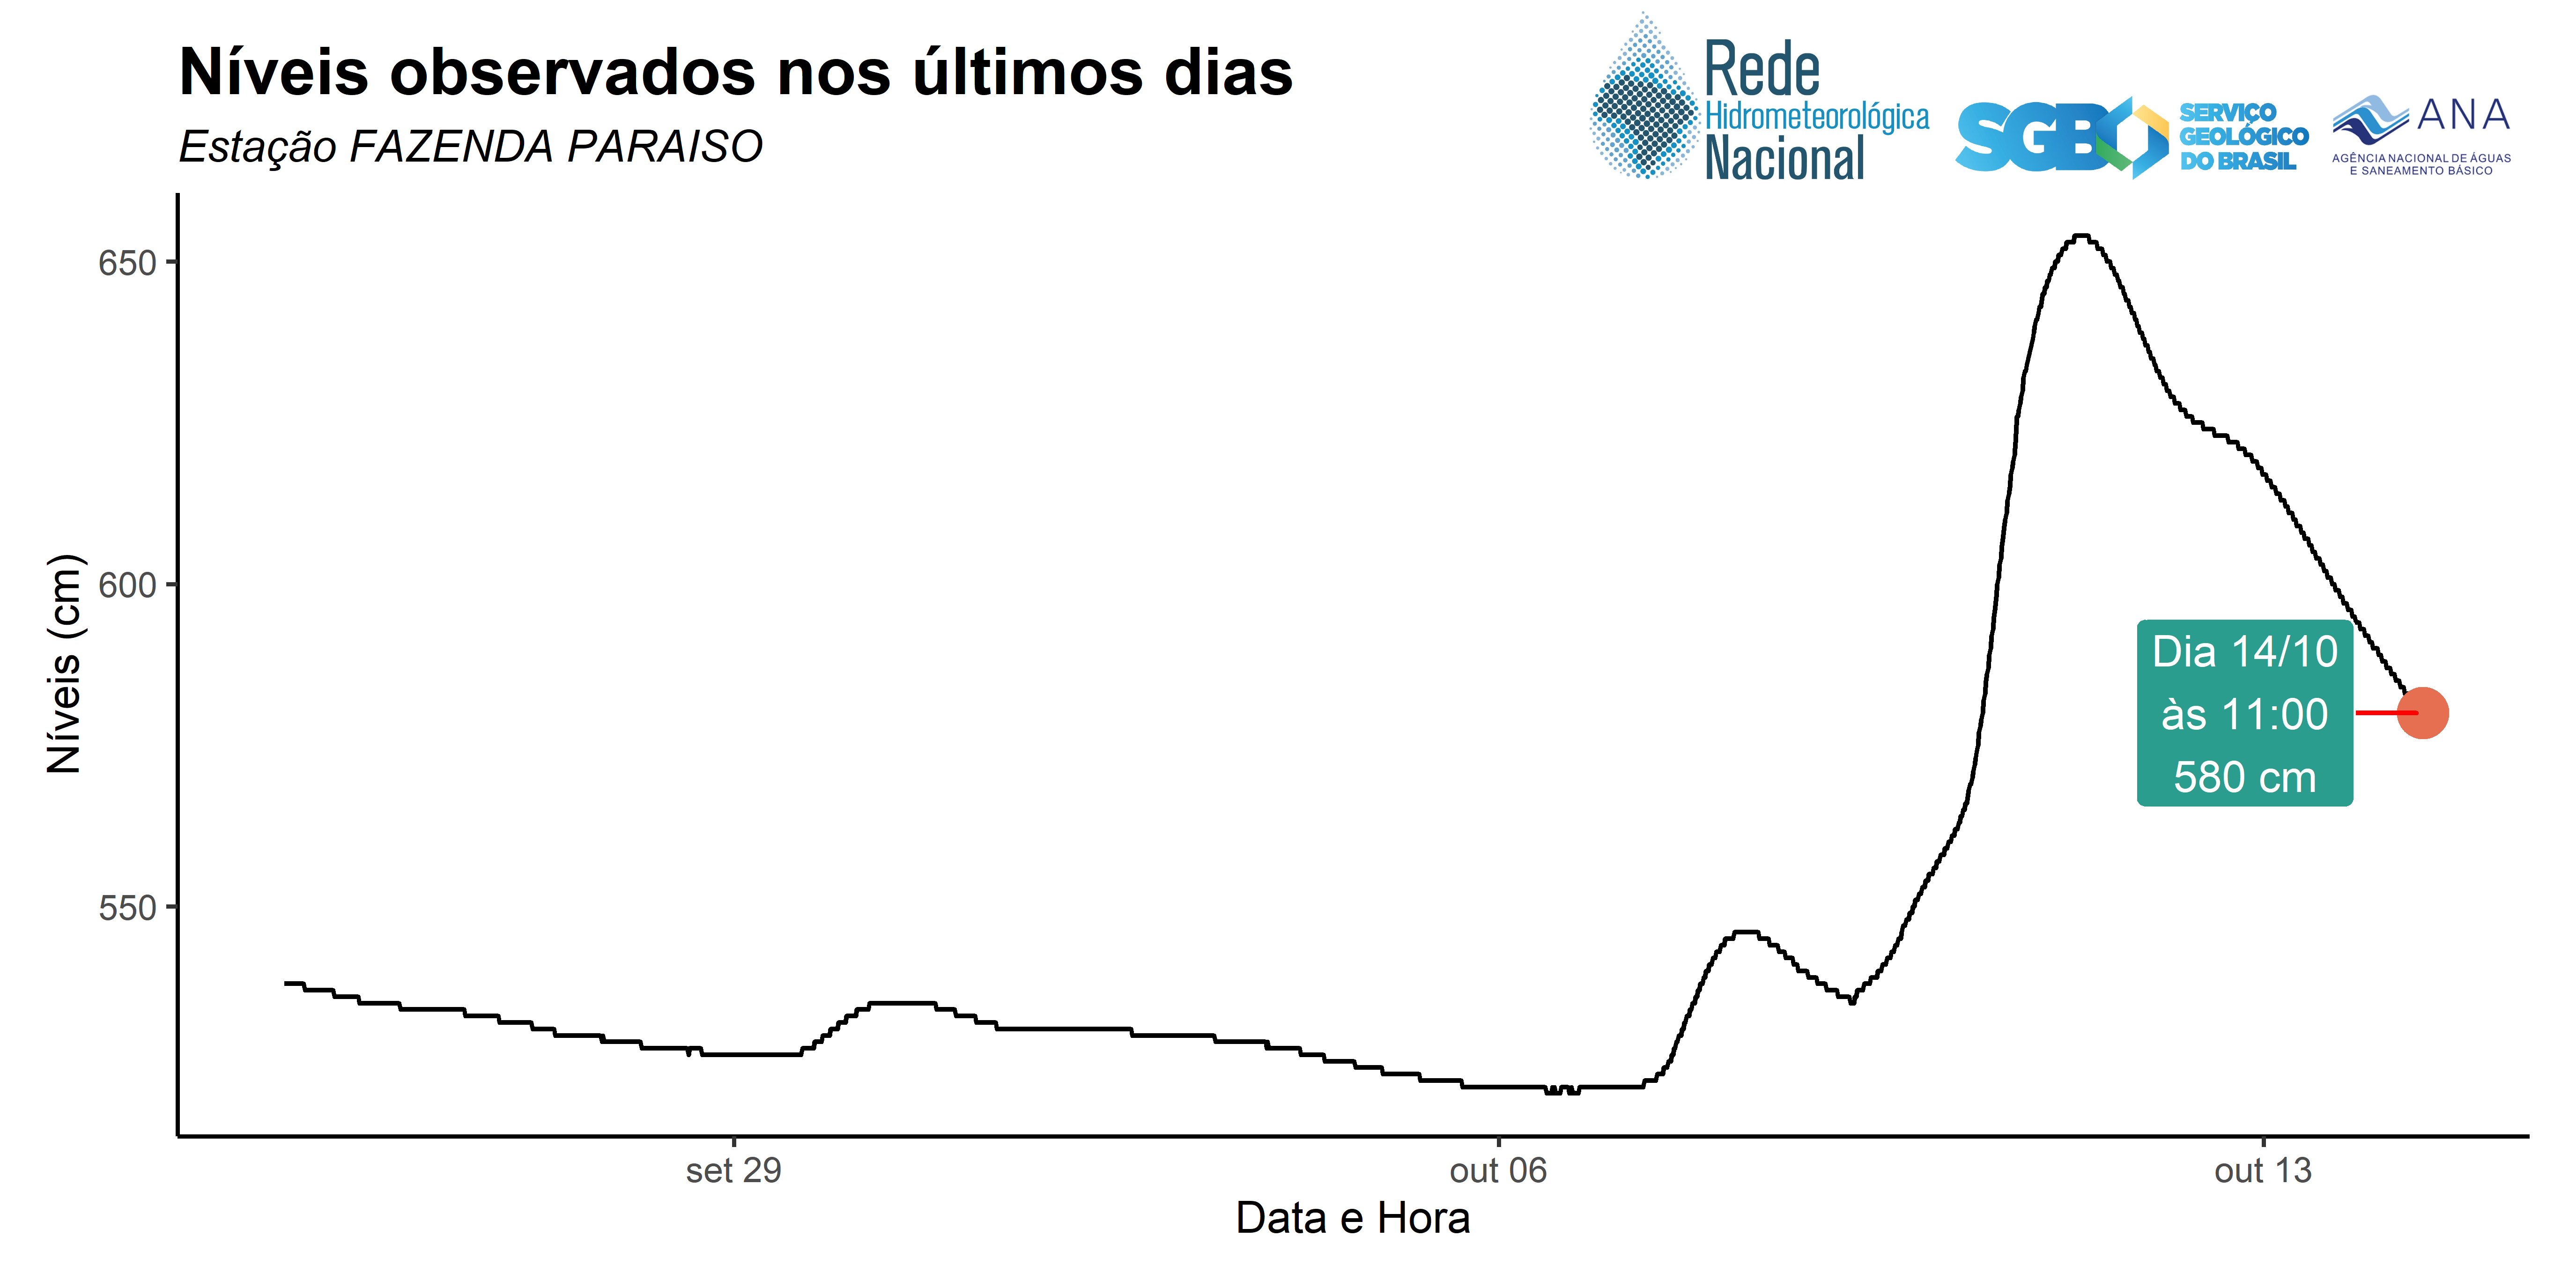 Níveis observados nos últimos dias
Estação FAZENDA PARAISO
Rede
Hidrometeorológica
Nacional
SGB
SERVIÇO
GEOLÓGICO
DO BRASIL
ANA
AGÊNCIA NACIONAL DE ÁGUAS
E SANEAMENTO BÁSICO
Níveis (cm)
650
600
550
Dia 14/10
às 11:00
580 cm
set 29
out 06
out 13
Data e Hora